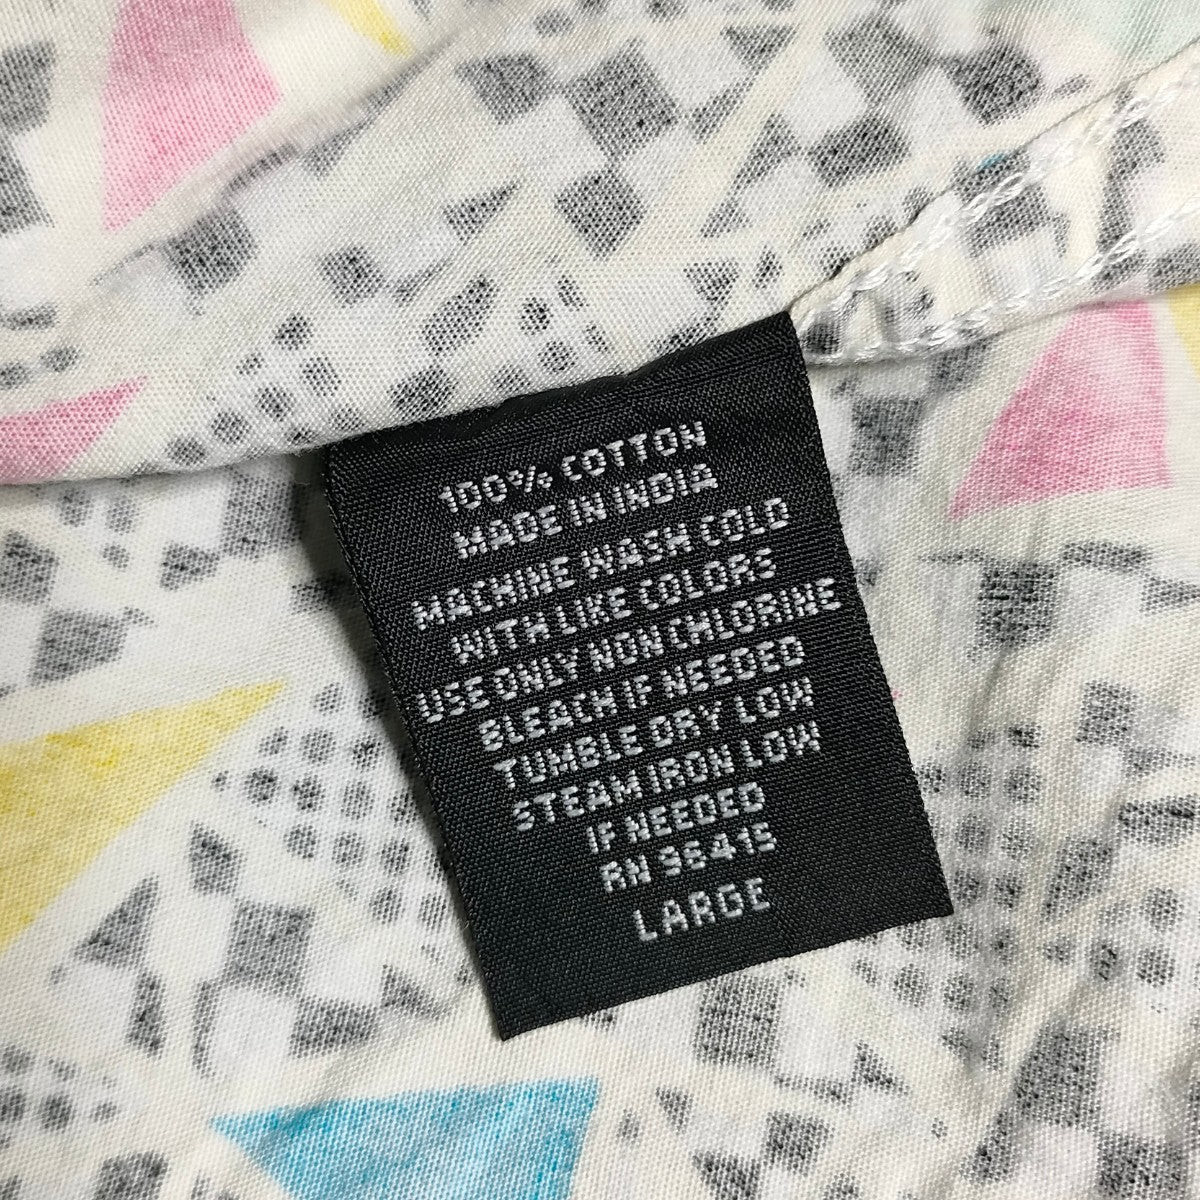 100% COTTON
MADE IN INDIA
MACHINE WASH COLD
WITH LIKE COLORS
USE ONLY NON CHLORINE
BLEACH IF NEEDED
TUMBLE DRY LOW
STEAM IRON LOW
IF NEEDED
RN 96415
LARGE